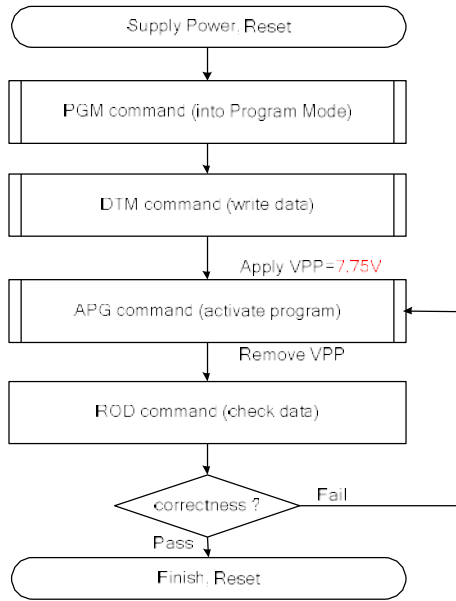 Supply Power, Reset
PGM command (into Program Mode)
DTM command (write data)
Apply VPP=7.75V
APG command (activate program)
Remove VPP
ROD command (check data)
correctness ?
Fail
Pass
Finish, Reset